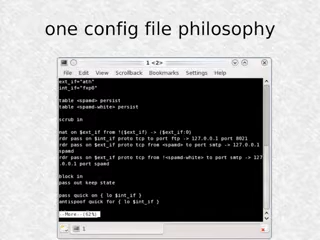 one config file philosophy
1 <2>
File Edit View Scrollback Bookmarks Settings Help
ext_if="ath"
int_if="fxp0"
table <spamd> persist
table <spamd-white> persist
scrub in
nat on $ext_if from !($ext_if) -> ($ext_if:0)
rdr pass on $int_if proto tcp to port ftp -> 127.0.0.1 port 8021
rdr pass on $ext_if proto tcp from <spamd> to port smtp -> 127.0.0.1 port
spamd
rdr pass on $ext_if proto tcp from !<spamd-white> to port smtp -> 127
.0.0.1 port spamd
block in
pass out keep state
pass quick on { lo $int_if }
antispoof quick for { lo $int_if }
--More--(52%)
1